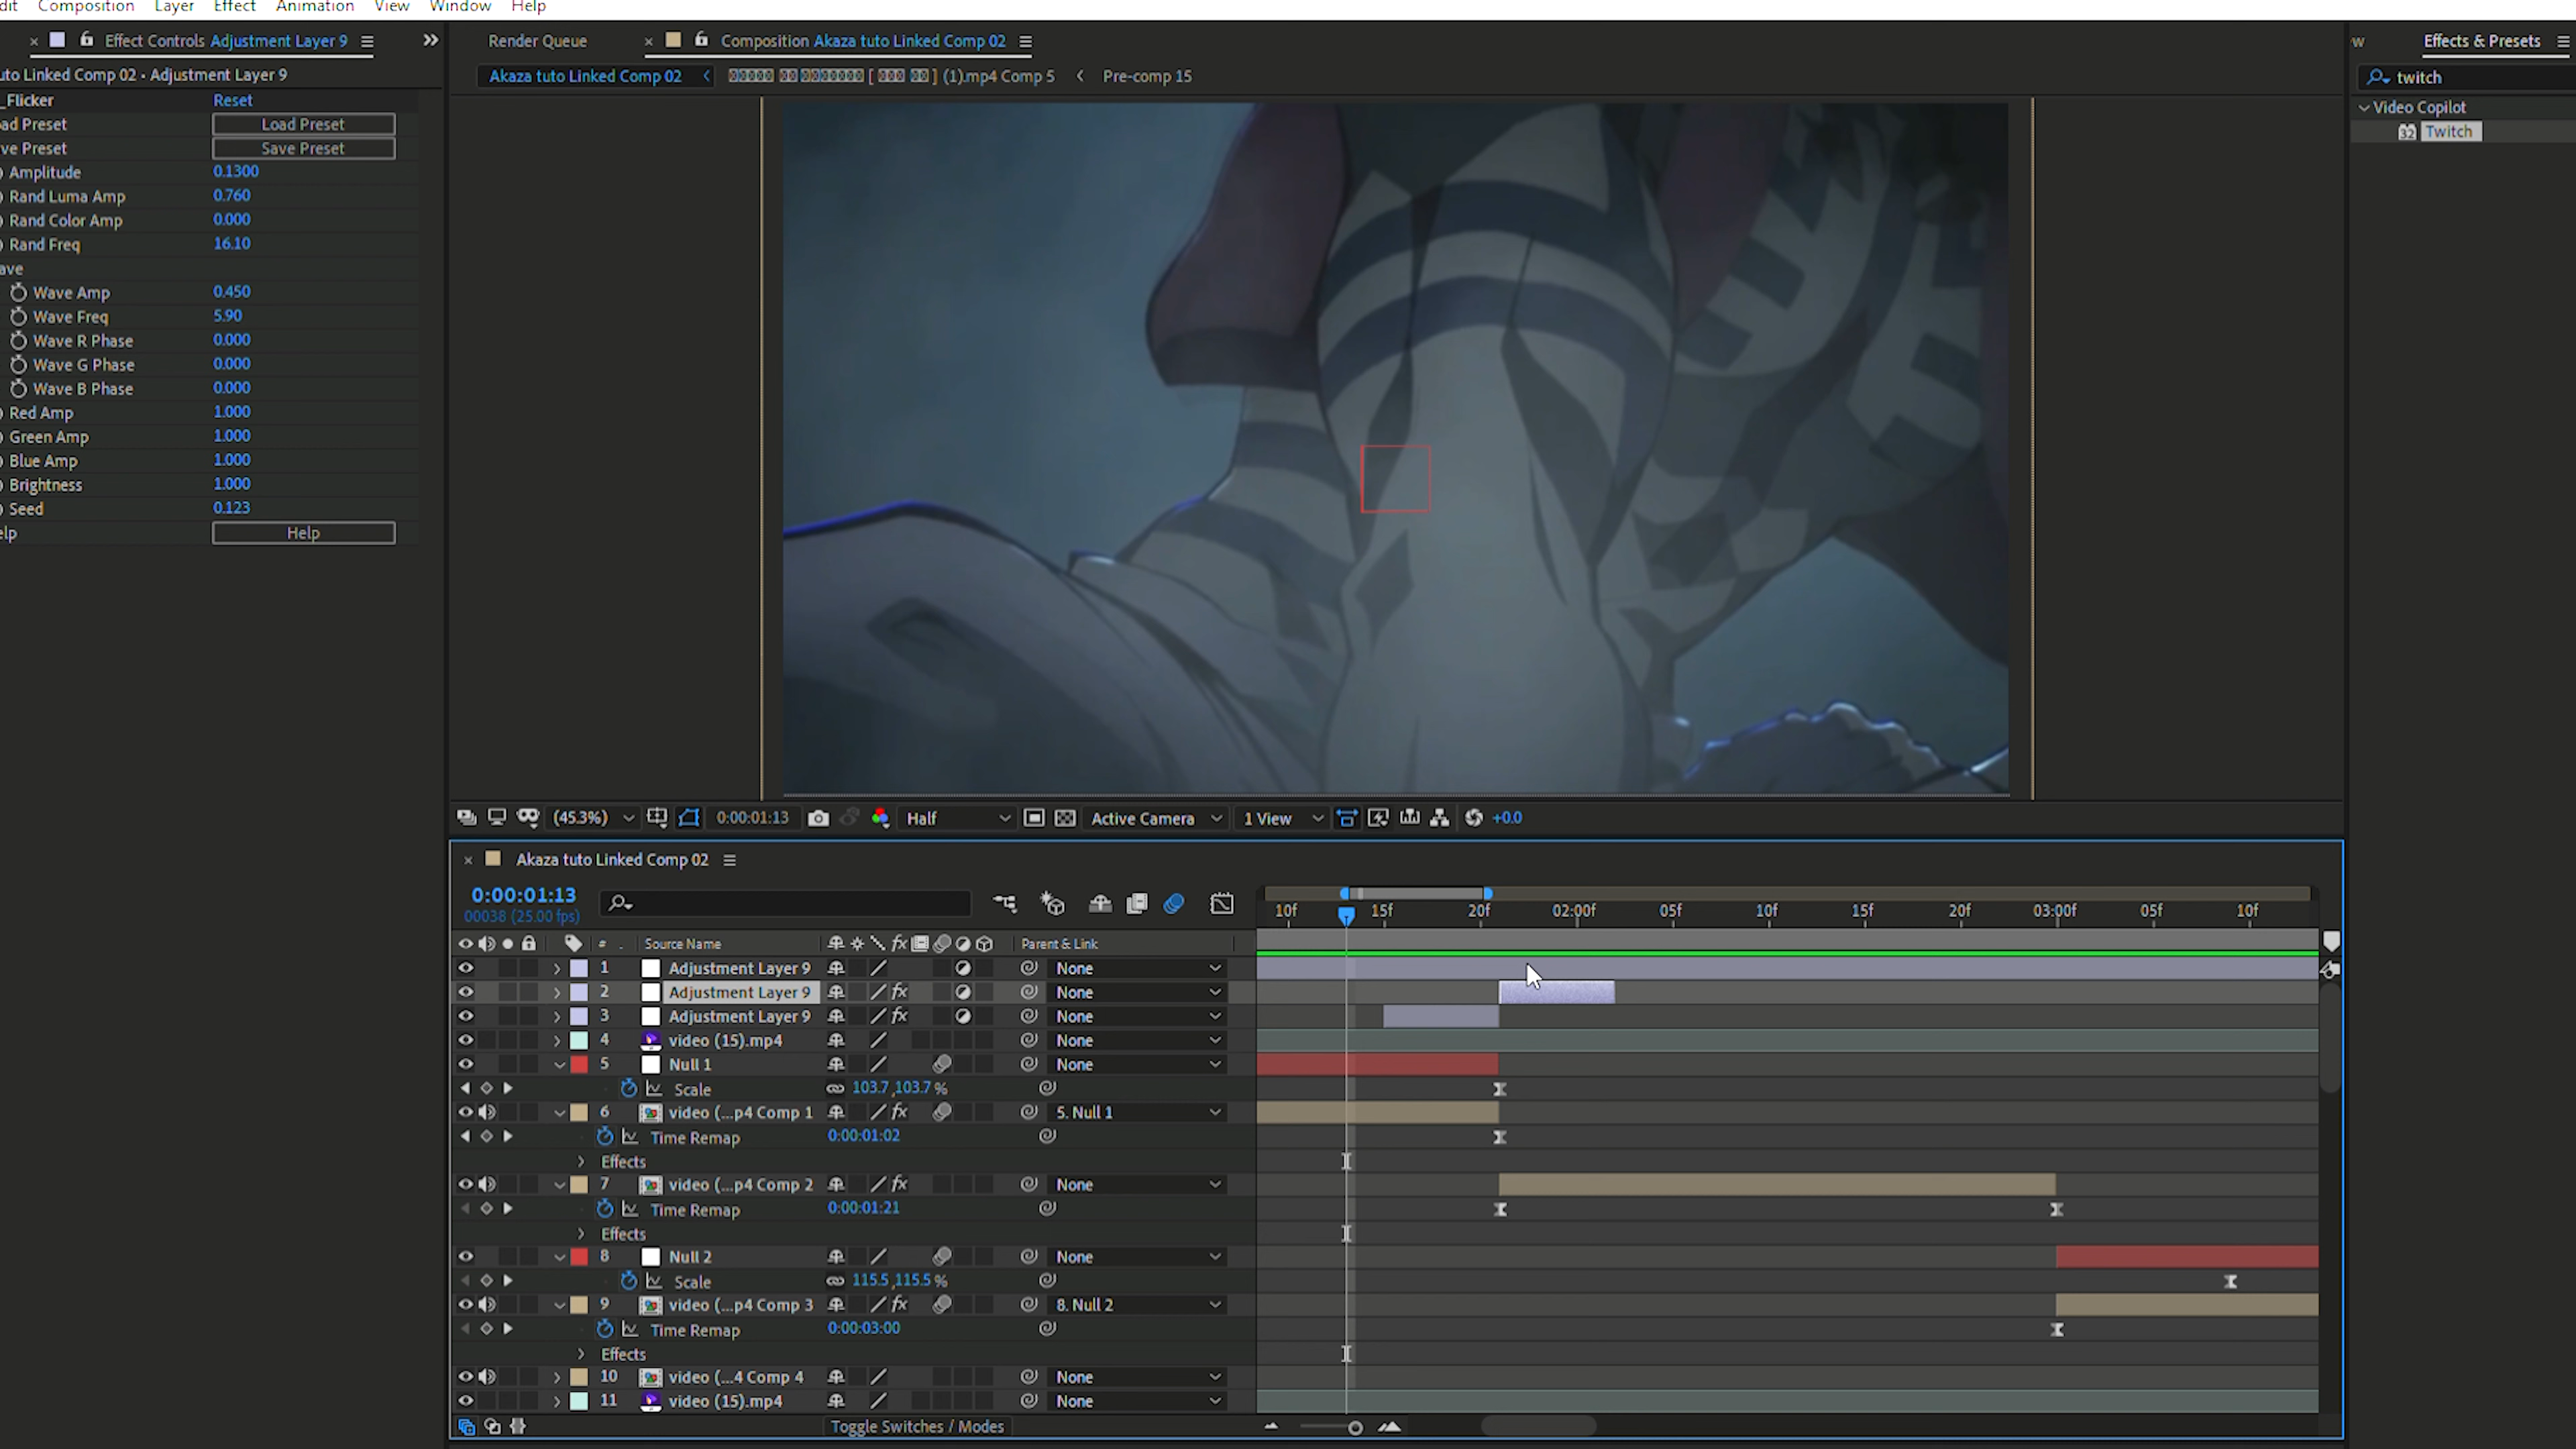 dit Composition Layer Effect Animation View Window Help
× Effect Controls Adjustment Layer 9
Render Queue
× Composition Akaza tuto Linked Comp 02
w
Effects & Presets
uto Linked Comp 02 • Adjustment Layer 9
Akaza tuto Linked Comp 02 ‹ (1).mp4 Comp 5 ‹ Pre-comp 15
twitch
Video Copilot
32 Twitch
_Flicker Reset
ad Preset Load Preset
ve Preset Save Preset
Amplitude 0.1300
Rand Luma Amp 0.760
Rand Color Amp 0.000
Rand Freq 16.10
ave
Wave Amp 0.450
Wave Freq 5.90
Wave R Phase 0.000
Wave G Phase 0.000
Wave B Phase 0.000
Red Amp 1.000
Green Amp 1.000
Blue Amp 1.000
Brightness 1.000
Seed 0.123
elp Help
(45.3%) 0:00:01:13 Half Active Camera 1 View +0.0
× Akaza tuto Linked Comp 02
0:00:01:13
00038 (25.00 fps)
10f 15f 20f 02:00f 05f 10f 15f 20f 03:00f 05f 10f
# . Source Name fx Parent & Link
1 Adjustment Layer 9 None
2 Adjustment Layer 9 fx None
3 Adjustment Layer 9 fx None
4 video (15).mp4 None
5 Null 1 None
Scale 103.7,103.7%
6 video (...p4 Comp 1 fx 5. Null 1
Time Remap 0:00:01:02
Effects
7 video (...p4 Comp 2 fx None
Time Remap 0:00:01:21
Effects
8 Null 2 None
Scale 115.5,115.5%
9 video (...p4 Comp 3 fx 8. Null 2
Time Remap 0:00:03:00
Effects
10 video (...4 Comp 4 None
11 video (15).mp4 None
Toggle Switches / Modes